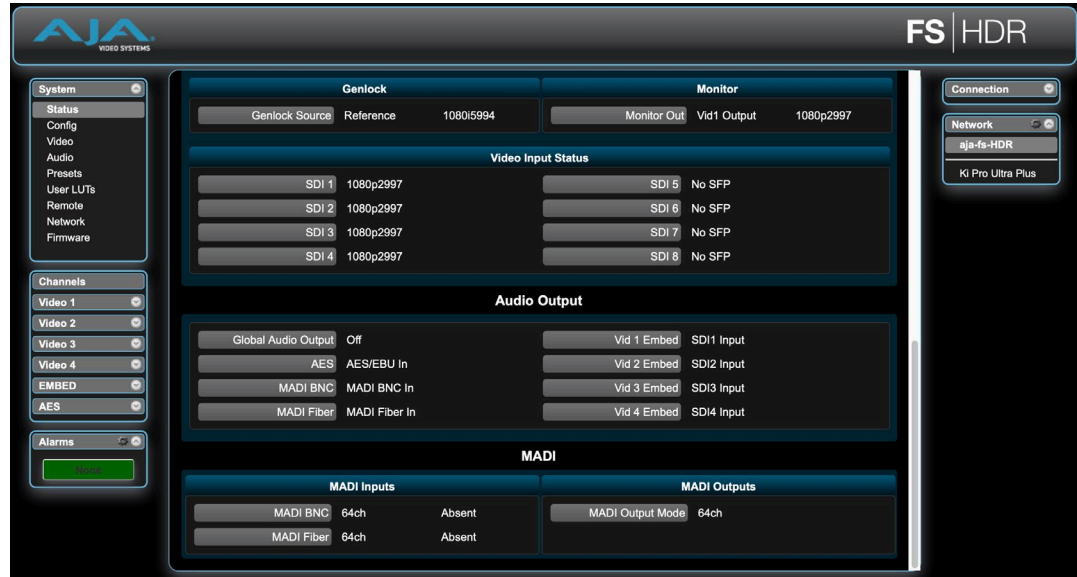 AJA
VIDEO SYSTEMS
FS HDR
System
Status
Config
Video
Audio
Presets
User LUTs
Remote
Network
Firmware
Channels
Video 1
Video 2
Video 3
Video 4
EMBED
AES
Alarms
None
Genlock
Genlock Source Reference 1080i5994
Monitor
Monitor Out Vid1 Output 1080p2997
Video Input Status
SDI 1 1080p2997 SDI 5 No SFP
SDI 2 1080p2997 SDI 6 No SFP
SDI 3 1080p2997 SDI 7 No SFP
SDI 4 1080p2997 SDI 8 No SFP
Audio Output
Global Audio Output Off Vid 1 Embed SDI1 Input
AES AES/EBU In Vid 2 Embed SDI2 Input
MADI BNC MADI BNC In Vid 3 Embed SDI3 Input
MADI Fiber MADI Fiber In Vid 4 Embed SDI4 Input
MADI
MADI Inputs
MADI BNC 64ch Absent
MADI Fiber 64ch Absent
MADI Outputs
MADI Output Mode 64ch
Connection
Network
aja-fs-HDR
Ki Pro Ultra Plus